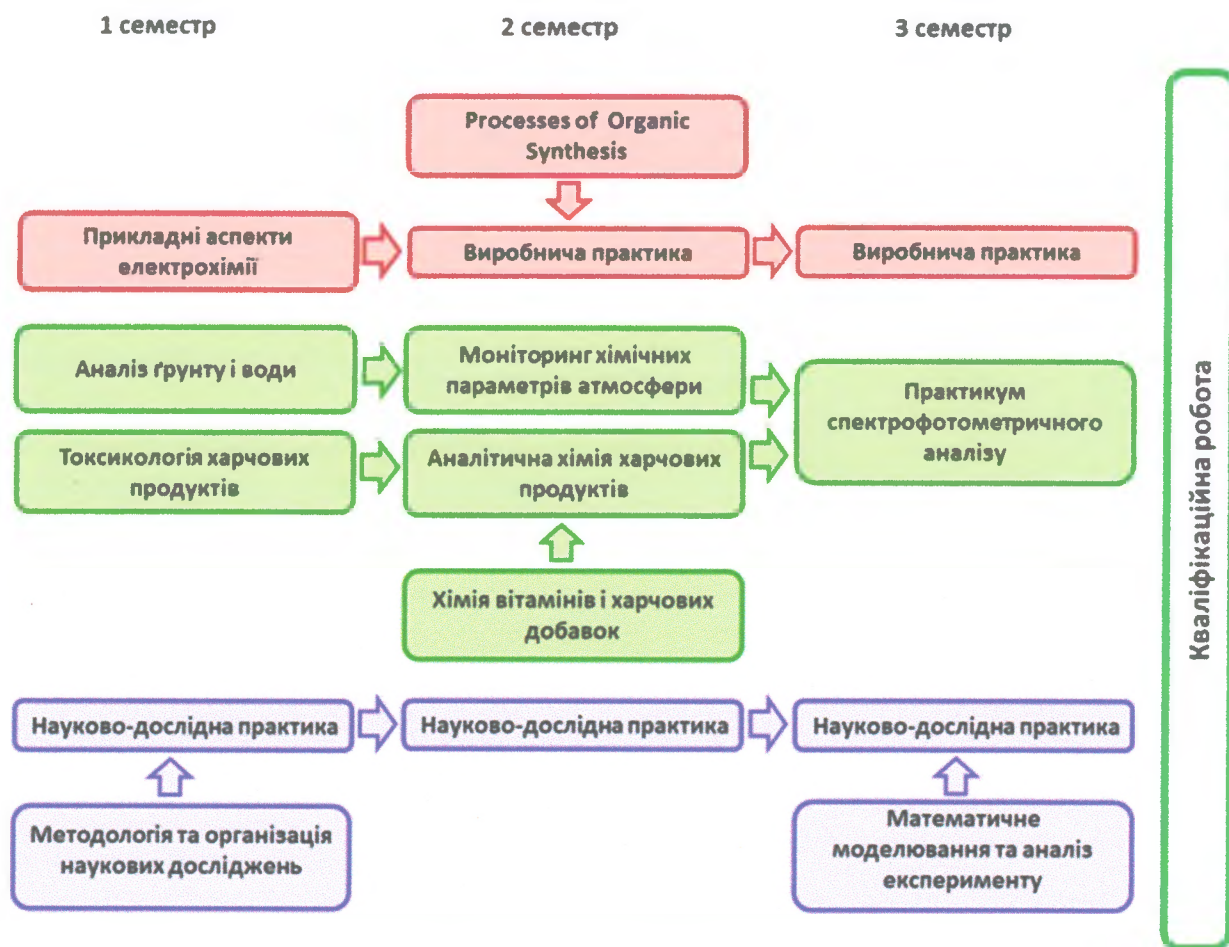 1 семестр
2 семестр
3 семестр
Processes of Organic
Synthesis
Прикладні аспекти
електрохімії
Виробнича практика
Виробнича практика
Аналіз ґрунту і води
Моніторинг хімічних
параметрів атмосфери
Практикум
спектрофотометричного
аналізу
Токсикологія харчових
продуктів
Аналітична хімія харчових
продуктів
Хімія вітамінів і харчових
добавок
Науково-дослідна практика
Науково-дослідна практика
Науково-дослідна практика
Методологія та організація
наукових досліджень
Математичне
моделювання та аналіз
експерименту
Кваліфікаційна робота